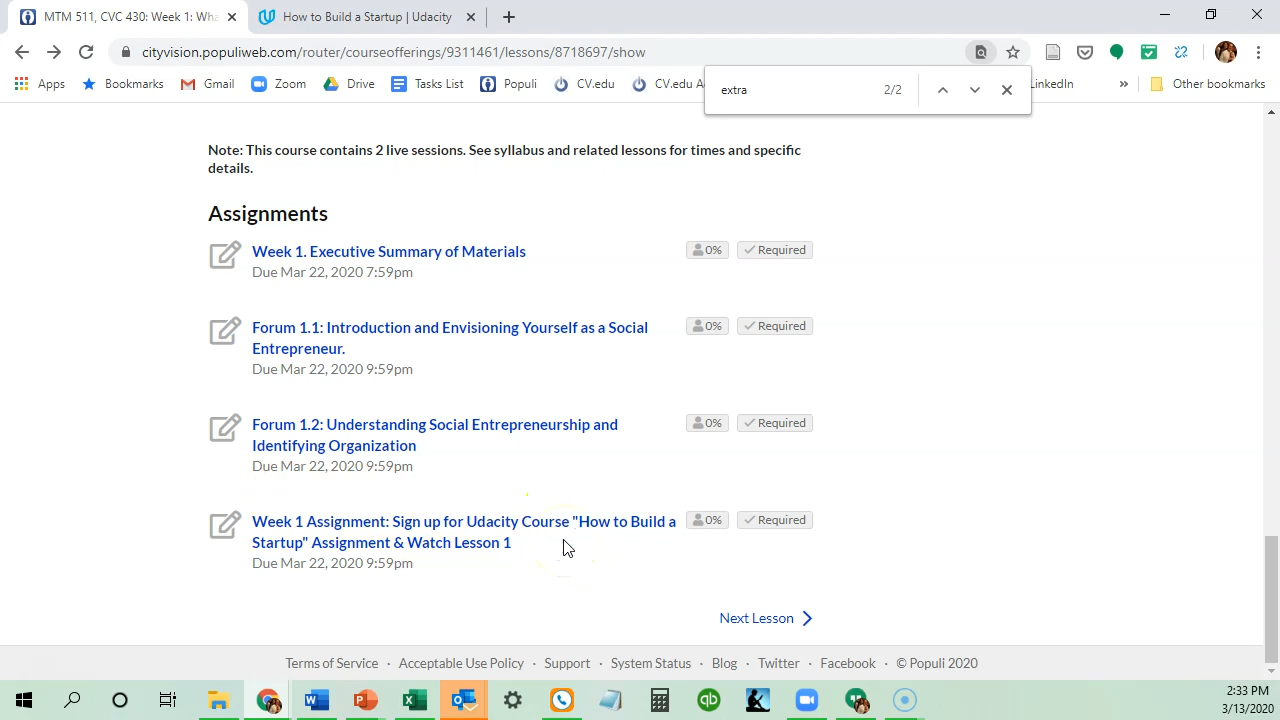 MTM 511, CVC 430: Week 1: Wha
How to Build a Startup | Udacity
cityvision.populiweb.com/router/courseofferings/9311461/lessons/8718697/show
Apps
Bookmarks
Gmail
Zoom
Drive
Tasks List
Populi
CV.edu
CV.edu A
LinkedIn
»
Other bookmarks
extra
2/2
Note: This course contains 2 live sessions. See syllabus and related lessons for times and specific
details.
Assignments
Week 1. Executive Summary of Materials
0%
Required
Due Mar 22, 2020 7:59pm
Forum 1.1: Introduction and Envisioning Yourself as a Social
Entrepreneur.
0%
Required
Due Mar 22, 2020 9:59pm
Forum 1.2: Understanding Social Entrepreneurship and
Identifying Organization
0%
Required
Due Mar 22, 2020 9:59pm
Week 1 Assignment: Sign up for Udacity Course "How to Build a
Startup" Assignment & Watch Lesson 1
0%
Required
Due Mar 22, 2020 9:59pm
Next Lesson
Terms of Service · Acceptable Use Policy · Support · System Status · Blog · Twitter · Facebook · © Populi 2020
2:33 PM
3/13/2020